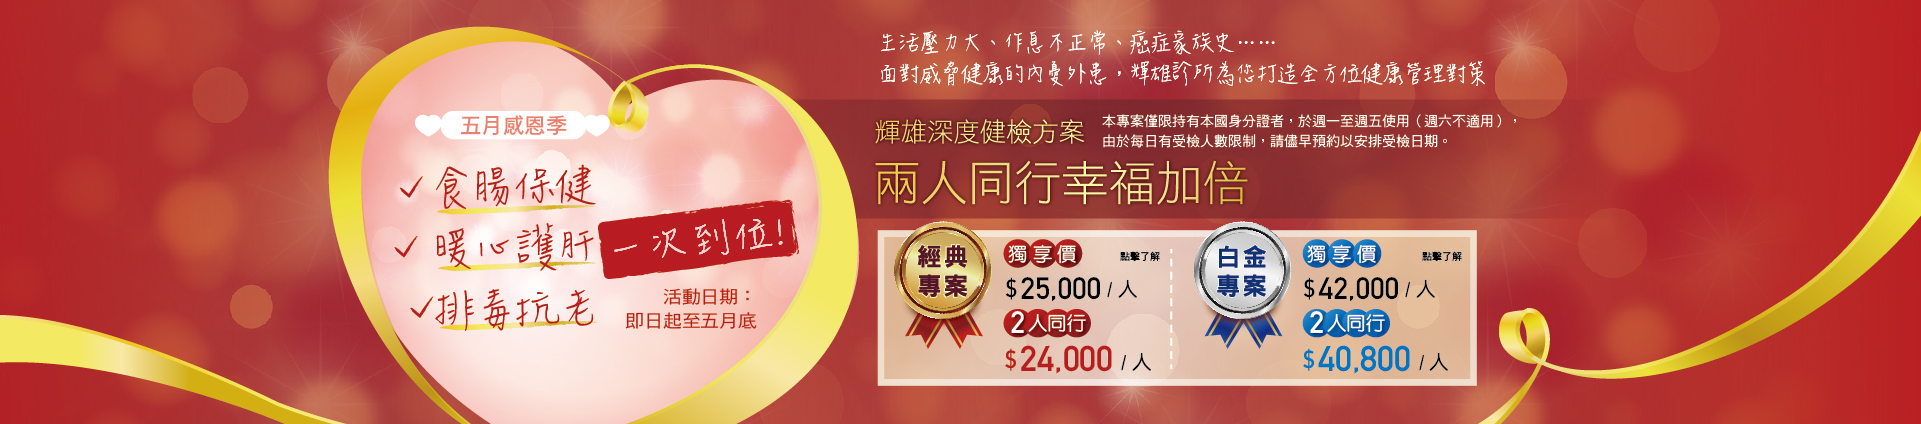 五月感恩季
食腸保健
暖心護肝
排毒抗老
一次到位!
活動日期：
即日起至五月底
生活壓力大、作息不正常、癌症家族史……
面對威脅健康的內憂外患，輝雄診所為您打造全方位健康管理對策
輝雄深度健檢方案
本專案僅限持有本國身分證者，於週一至週五使用（週六不適用），
由於每日有受檢人數限制，請儘早預約以安排受檢日期。
兩人同行幸福加倍
經典
專案
獨享價
點擊了解
$25,000 / 人
2人同行
$24,000 / 人
白金
專案
獨享價
點擊了解
$42,000 / 人
2人同行
$40,800 / 人